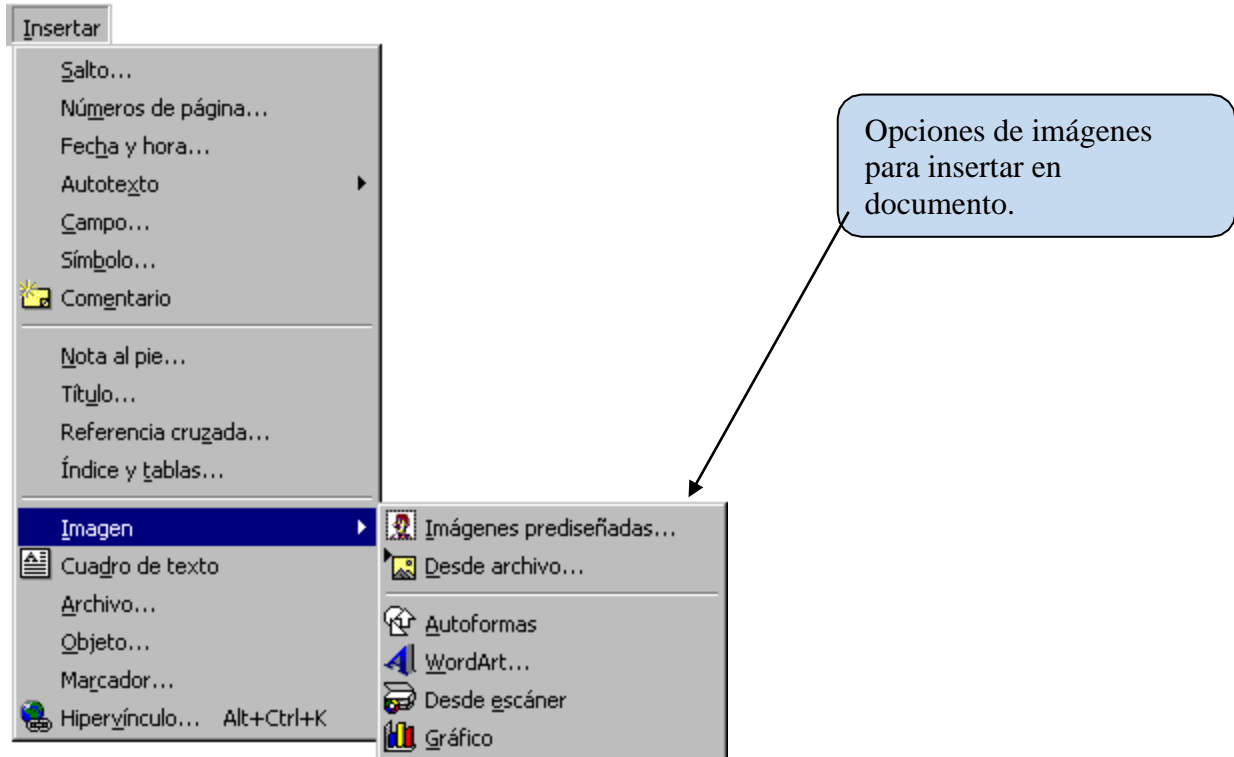 Insertar
Salto...
Números de página...
Fecha y hora...
Autotexto
Campo...
Símbolo...
Comentario
Nota al pie...
Título...
Referencia cruzada...
Índice y tablas...
Imagen
Cuadro de texto
Archivo...
Objeto...
Marcador...
Hipervínculo... Alt+Ctrl+K
Imágenes prediseñadas...
Desde archivo...
Autoformas
WordArt...
Desde escáner
Gráfico
Opciones de imágenes
para insertar en
documento.